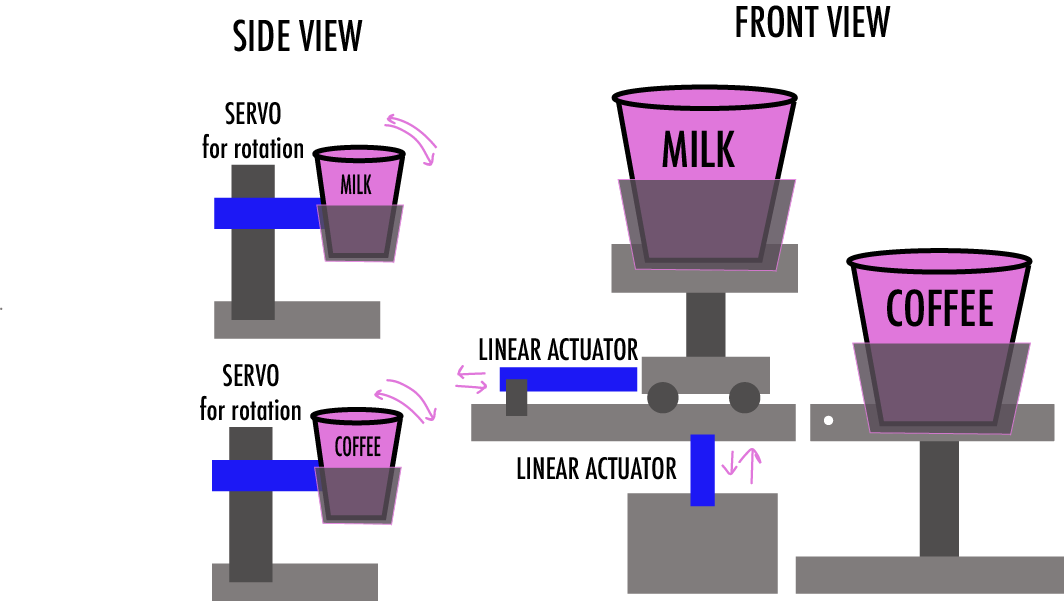 SIDE VIEW
SERVO
for rotation
MILK
SERVO
for rotation
COFFEE
FRONT VIEW
MILK
COFFEE
LINEAR ACTUATOR
LINEAR ACTUATOR